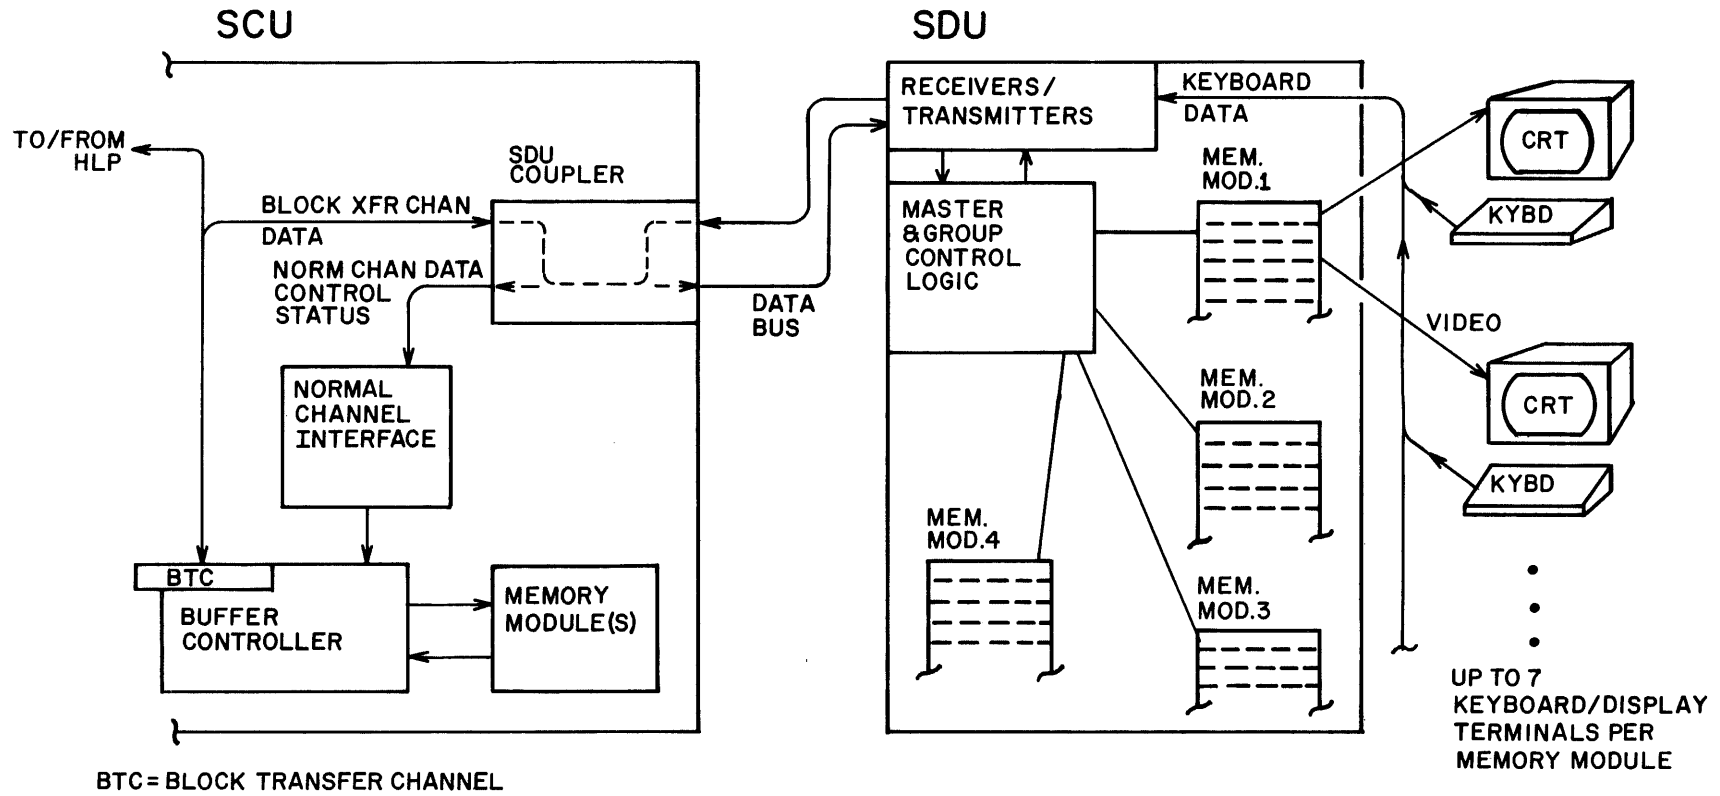 SCU
SDU
TO/FROM
HLP
SDU
COUPLER
BLOCK XFR CHAN
DATA
NORM CHAN DATA
CONTROL
STATUS
NORMAL
CHANNEL
INTERFACE
BTC
BUFFER
CONTROLLER
MEMORY
MODULE(S)
DATA
BUS
RECEIVERS/
TRANSMITTERS
KEYBOARD
DATA
MASTER
&GROUP
CONTROL
LOGIC
MEM.
MOD.1
MEM.
MOD.2
MEM.
MOD.3
MEM.
MOD.4
CRT
KYBD
VIDEO
CRT
KYBD
UP TO 7
KEYBOARD/DISPLAY
TERMINALS PER
MEMORY MODULE
BTC=BLOCK TRANSFER CHANNEL